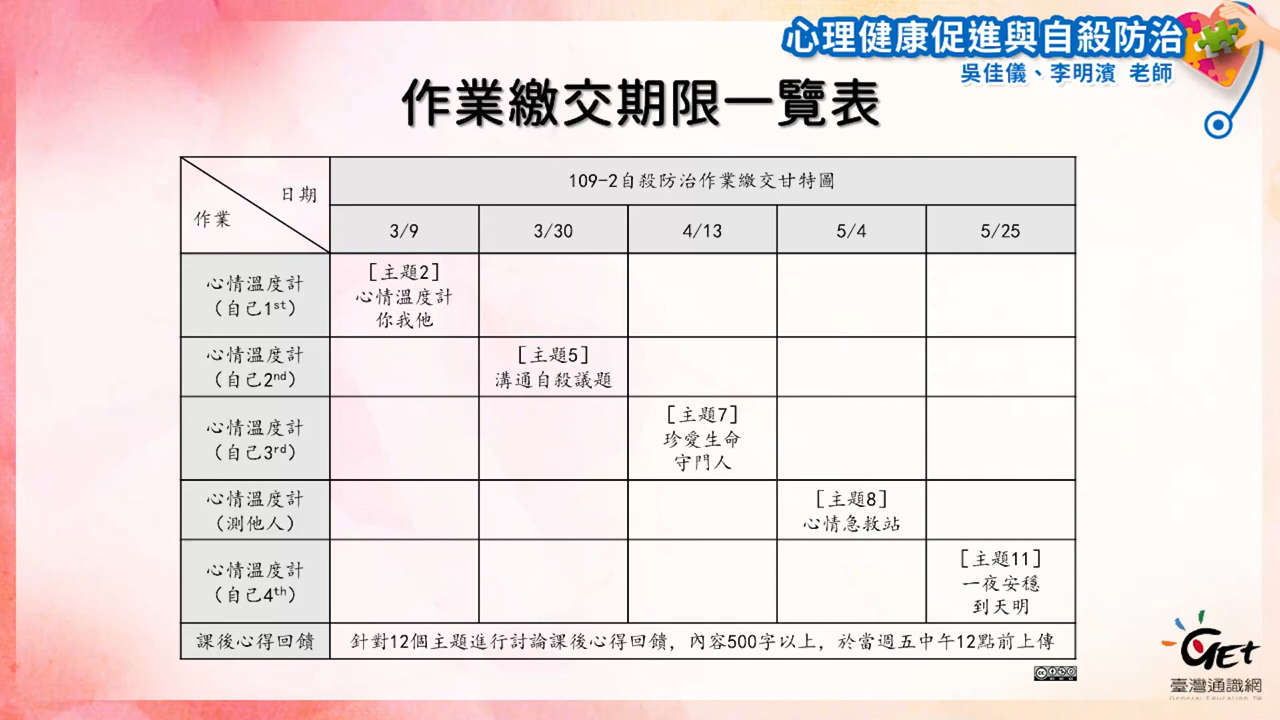 心理健康促進與自殺防治
吳佳儀、李明濱 老師
作業繳交期限一覽表
日期
作業
109-2自殺防治作業繳交甘特圖
3/9
3/30
4/13
5/4
5/25
心情溫度計
(自己1st)
[主題2]
心情溫度計
你我他
心情溫度計
(自己2nd)
[主題5]
溝通自殺議題
心情溫度計
(自己3rd)
[主題7]
珍愛生命
守門人
心情溫度計
(測他人)
[主題8]
心情急救站
心情溫度計
(自己4th)
[主題11]
一夜安穩
到天明
課後心得回饋
針對12個主題進行討論課後心得回饋，內容500字以上，於當週五中午12點前上傳
GET
臺灣通識網